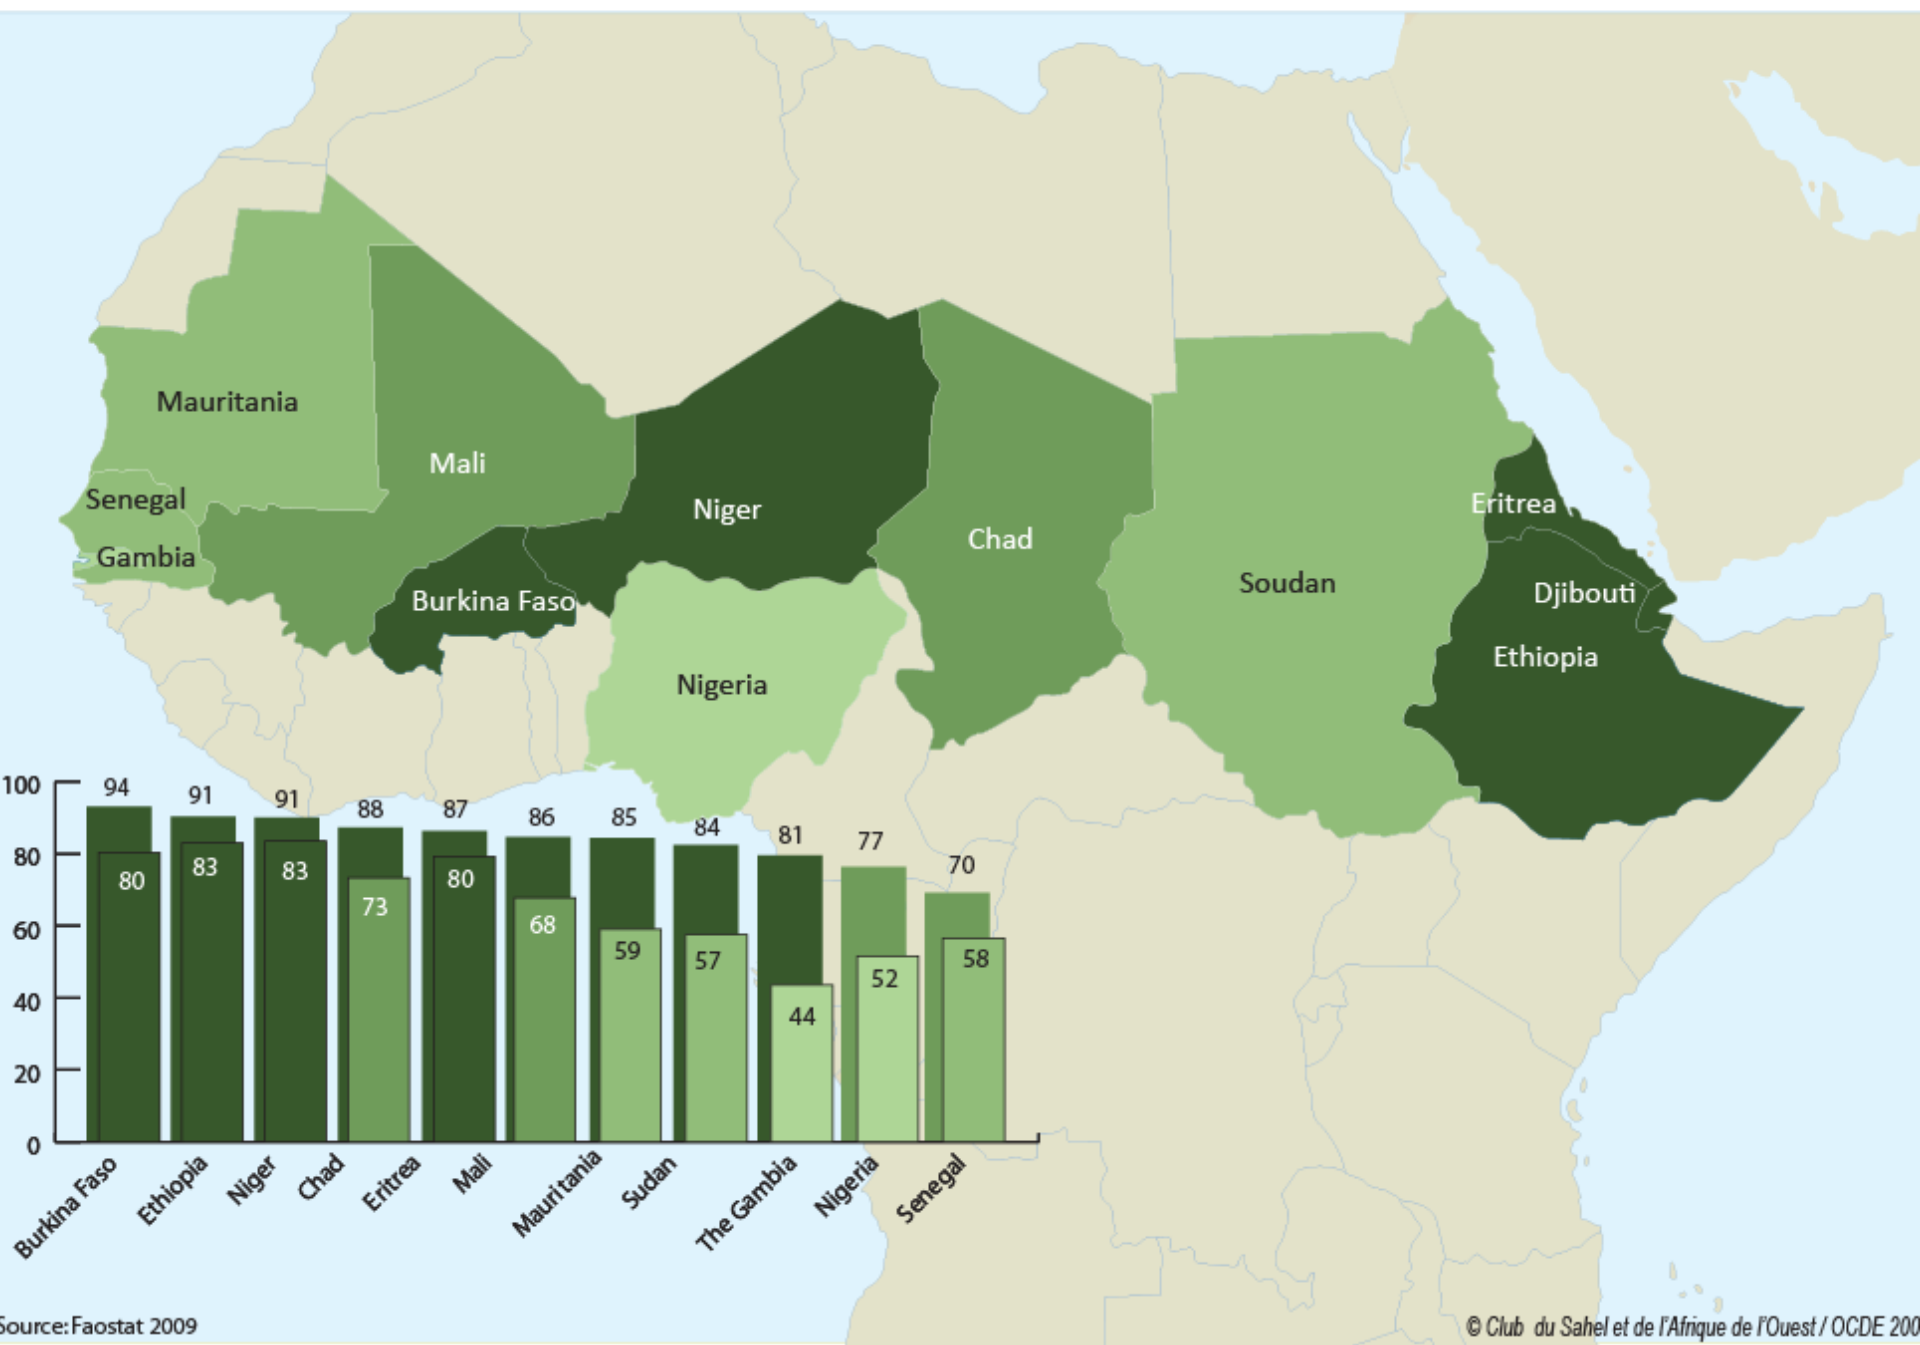 Mauritania
Mali
Senegal
Niger
Eritrea
Chad
Gambia
Soudan
Djibouti
Burkina Faso
Ethiopia
Nigeria
100
80
60
40
20
0
94
91
91
88
87
86
85
84
81
77
70
80
83
83
73
80
68
59
57
44
52
58
Burkina Faso
Ethiopia
Niger
Chad
Eritrea
Mali
Mauritania
Sudan
The Gambia
Nigeria
Senegal
Source: Faostat 2009
© Club du Sahel et de l'Afrique de l'Ouest / OCDE 200